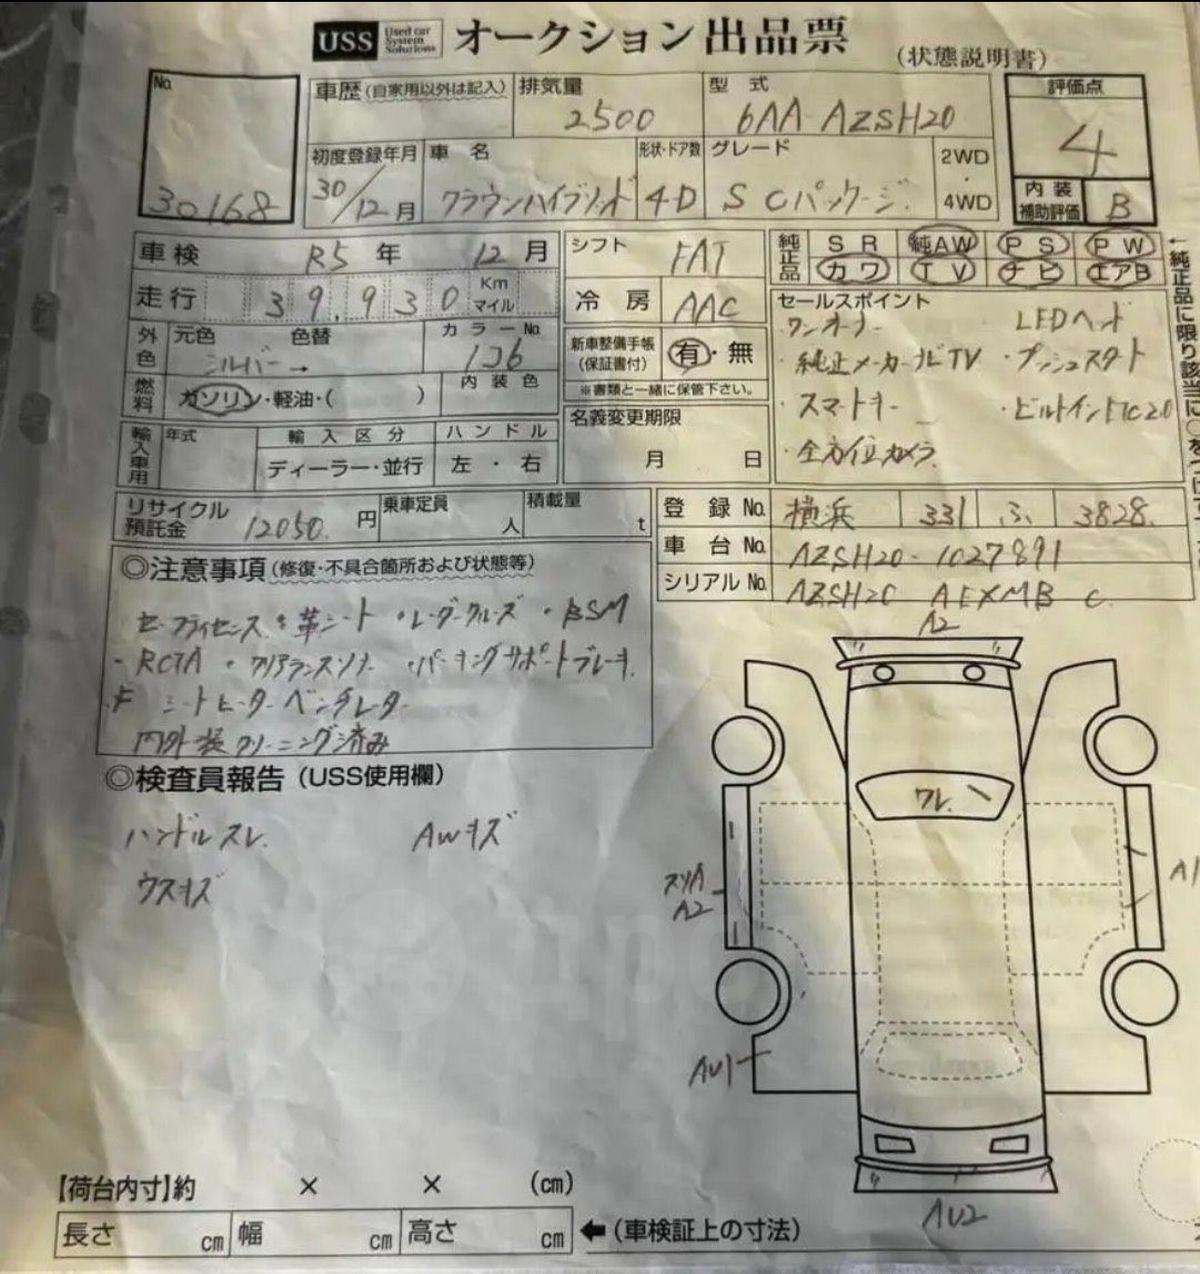 USS Used car System Solutions オークション出品票 (状態説明書)
No. 30168
車歴 (自家用以外は記入)
排気量 2500
型式 6AA-AZSH20
評価点 4
内装補助評価 B
初度登録年月 30/12月
車名 クラウンハイブリッド
形状・ドア数 4D
グレード S Cパッケージ
2WD・4WD
車検 R5年 12月
走行 39,930 Km マイル
外色 元色 シルバー→ 色替
カラーNo. 1J6
燃料 ガソリン・軽油・( )
内装色
輸入車用 年式 輸入区分 ハンドル
ディーラー・並行 左・右
シフト FAT
冷房 AAC
新車整備手帳(保証書付) 有・無
※書類と一緒に保管下さい。
名義変更期限
月 日
純正品 SR 純AW PS PW
カワ TV ナビ エアB
←純正品に限り該当に○を
セールスポイント
・ワンオーナー LEDヘッド
・純正メーカーナビTV ・プッシュスタート
・スマートキー ・ビルトインETC2.0
・全方位カメラ
リサイクル預託金 12050 円
乗車定員 人
積載量 t
登録No. 横浜 331 ふ 3828
車台No. AZSH20-1027891
シリアルNo. AZSH20 AEXMB C
◎注意事項(修復・不具合箇所および状態等)
セーフティセンス ・革シート ・レーダークルーズ ・BSM
・RCTA ・クリアランスソナー ・パーキングサポートブレーキ
シートヒーター ベンチレーター
内外装クリーニング済み
◎検査員報告(USS使用欄)
ハンドルスレ AWキズ
ウスキズ
A2
ワレ
スリA
A2
A1
AU1
AU2
【荷台内寸】約 × × (cm)
長さ cm 幅 cm 高さ cm ←(車検証上の寸法)